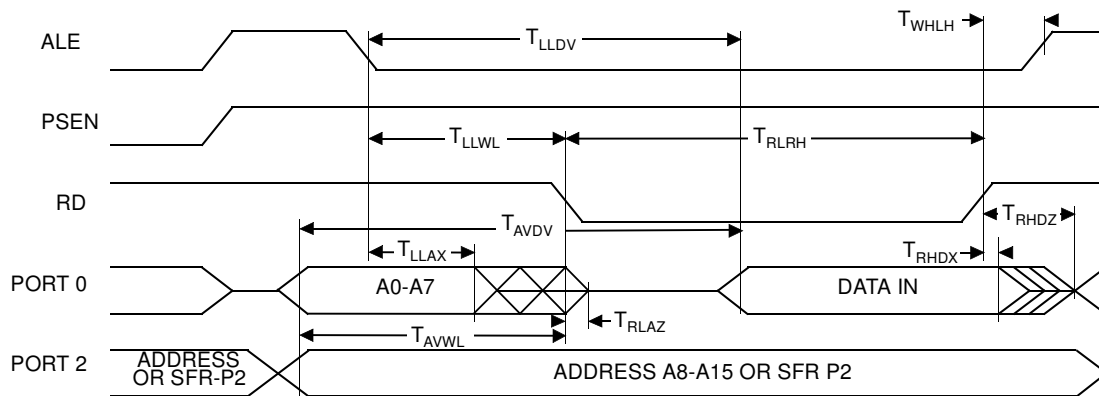 T_WHLH
ALE
T_LLDV
PSEN
T_LLWL
T_RLRH
RD
T_AVDV
T_RHDZ
T_LLAX
T_RHDX
PORT 0
A0-A7
DATA IN
T_RLAZ
T_AVWL
PORT 2
ADDRESS
OR SFR-P2
ADDRESS A8-A15 OR SFR P2